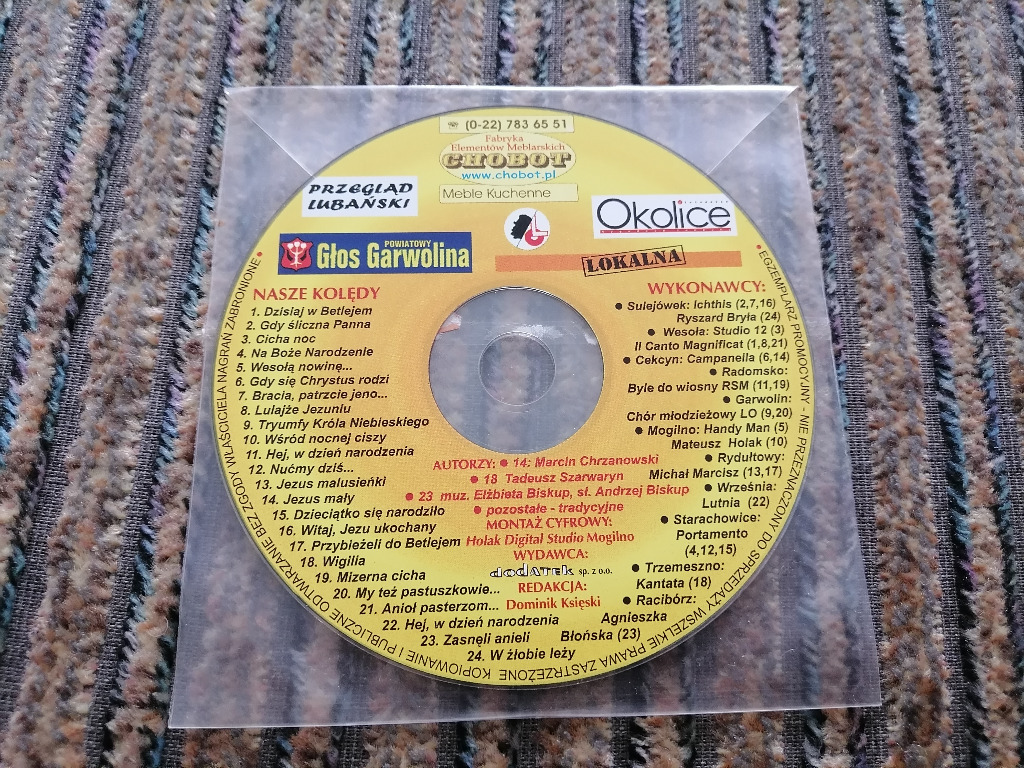 ☎ (0-22) 783 65 51
Fabryka
Elementów Meblarskich
CHOBOT
www.chobot.pl
Meble Kuchenne
PRZEGLĄD
LUBAŃSKI
Okolice
POWIATOWY
Głos Garwolina
LOKALNA
NASZE KOLĘDY
1. Dzisiaj w Betlejem
2. Gdy śliczna Panna
3. Cicha noc
4. Na Boże Narodzenie
5. Wesołą nowinę...
6. Gdy się Chrystus rodzi
7. Bracia, patrzcie jeno...
8. Lulajże Jezuniu
9. Tryumfy Króla Niebieskiego
10. Wśród nocnej ciszy
11. Hej, w dzień narodzenia
12. Nućmy dziś...
13. Jezus malusieńki
14. Jezus mały
15. Dzieciątko się narodziło
16. Witaj, Jezu ukochany
17. Przybieżeli do Betlejem
18. Wigilia
19. Mizerna cicha
20. My też pastuszkowie...
21. Anioł pasterzom...
22. Hej, w dzień narodzenia
23. Zasnęli anieli
24. W żłobie leży
AUTORZY: ● 14: Marcin Chrzanowski
● 18 Tadeusz Szarwaryn
● 23 muz. Elżbieta Biskup, sł. Andrzej Biskup
● pozostałe - tradycyjne
MONTAŻ CYFROWY:
Holak Digital Studio Mogilno
WYDAWCA:
dodATEK sp. z o.o.
REDAKCJA:
Dominik Księski
WYKONAWCY:
● Sulejówek: Ichthis (2,7,16)
Ryszard Bryła (24)
● Wesoła: Studio 12 (3)
Il Canto Magnificat (1,8,21)
● Cekcyn: Campanella (6,14)
● Radomsko:
Byle do wiosny RSM (11,19)
● Garwolin:
Chór młodzieżowy LO (9,20)
● Mogilno: Handy Man (5)
Mateusz Holak (10)
● Rydułtowy:
Michał Marcisz (13,17)
● Września:
Lutnia (22)
● Starachowice:
Portamento
(4,12,15)
● Trzemeszno:
Kantata (18)
● Racibórz:
Agnieszka
Błońska (23)
• EGZEMPLARZ PROMOCYJNY - NIE PRZEZNACZONY DO SPRZEDAŻY WSZELKIE PRAWA ZASTRZEŻONE KOPIOWANIE I PUBLICZNE ODTWARZANIE BEZ ZGODY WŁAŚCICIELA NAGRAŃ ZABRONIONE •